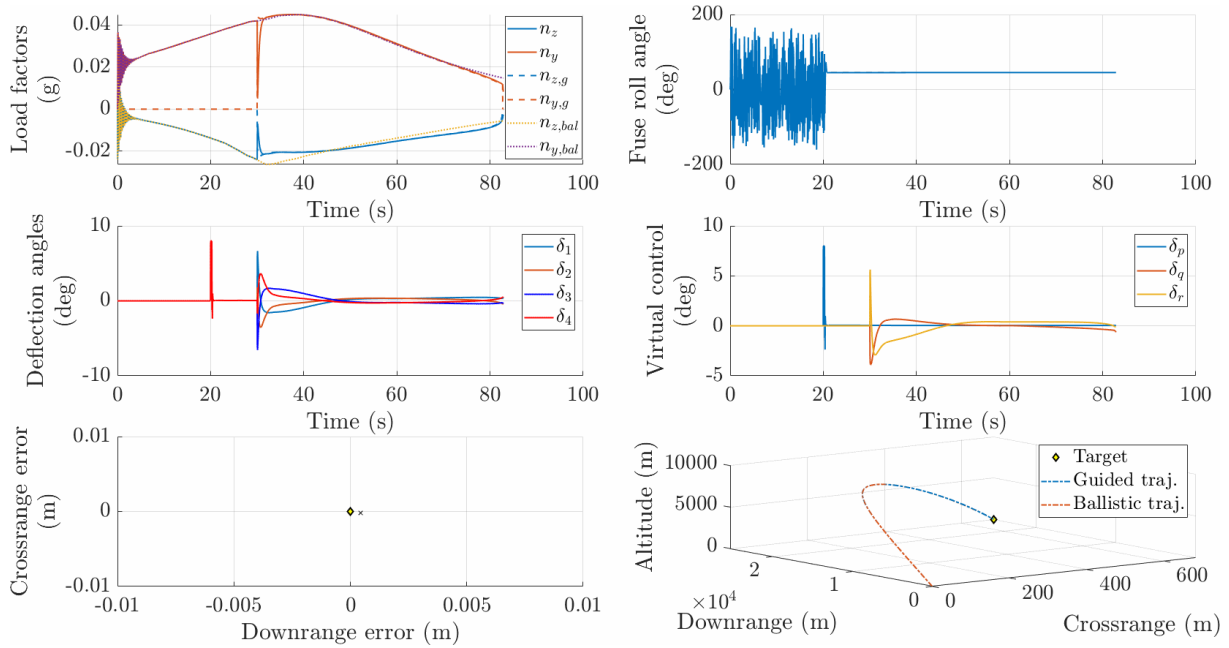 Load factors
(g)
0.04
0.02
0
-0.02
0 20 40 60 80 100
Time (s)
n_z
n_y
n_{z,g}
n_{y,g}
n_{z,bal}
n_{y,bal}
Fuse roll angle
(deg)
200
0
-200
0 20 40 60 80 100
Time (s)
Deflection angles
(deg)
10
0
-10
0 20 40 60 80 100
Time (s)
δ_1
δ_2
δ_3
δ_4
Virtual control
(deg)
10
5
0
-5
0 20 40 60 80 100
Time (s)
δ_p
δ_q
δ_r
Crossrange error
(m)
0.01
0
-0.01
-0.01 -0.005 0 0.005 0.01
Downrange error (m)
Altitude (m)
10000
5000
0
2 1 0
×10^4
Downrange (m)
0 200 400 600
Crossrange (m)
Target
Guided traj.
Ballistic traj.